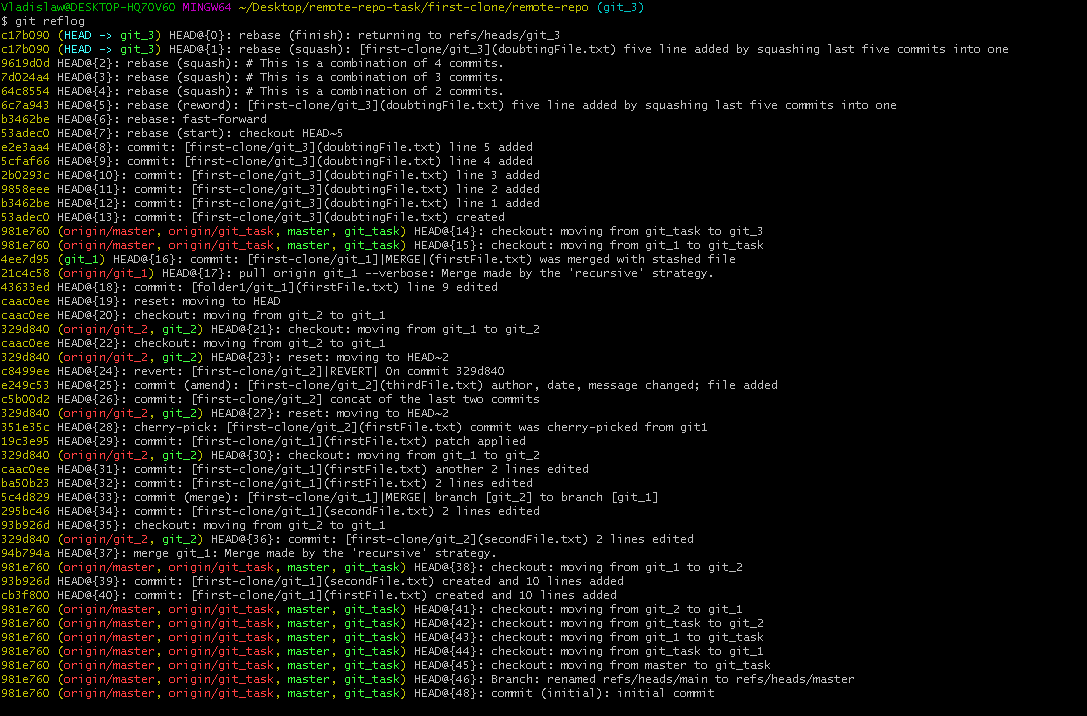 Vladislaw@DESKTOP-HQ7OV60 MINGW64 ~/Desktop/remote-repo-task/first-clone/remote-repo (git_3)
$ git reflog
c17b090 (HEAD -> git_3) HEAD@{0}: rebase (finish): returning to refs/heads/git_3
c17b090 (HEAD -> git_3) HEAD@{1}: rebase (squash): [first-clone/git_3](doubtingFile.txt) five line added by squashing last five commits into one
9619d0d HEAD@{2}: rebase (squash): # This is a combination of 4 commits.
7d024a4 HEAD@{3}: rebase (squash): # This is a combination of 3 commits.
64c8554 HEAD@{4}: rebase (squash): # This is a combination of 2 commits.
6c7a943 HEAD@{5}: rebase (reword): [first-clone/git_3](doubtingFile.txt) five line added by squashing last five commits into one
b3462be HEAD@{6}: rebase: fast-forward
53adec0 HEAD@{7}: rebase (start): checkout HEAD~5
e2e3aa4 HEAD@{8}: commit: [first-clone/git_3](doubtingFile.txt) line 5 added
5cfaf66 HEAD@{9}: commit: [first-clone/git_3](doubtingFile.txt) line 4 added
2b0293c HEAD@{10}: commit: [first-clone/git_3](doubtingFile.txt) line 3 added
9858eee HEAD@{11}: commit: [first-clone/git_3](doubtingFile.txt) line 2 added
b3462be HEAD@{12}: commit: [first-clone/git_3](doubtingFile.txt) line 1 added
53adec0 HEAD@{13}: commit: [first-clone/git_3](doubtingFile.txt) created
981e760 (origin/master, origin/git_task, master, git_task) HEAD@{14}: checkout: moving from git_task to git_3
981e760 (origin/master, origin/git_task, master, git_task) HEAD@{15}: checkout: moving from git_1 to git_task
4ee7d95 (git_1) HEAD@{16}: commit: [first-clone/git_1]|MERGE|(firstFile.txt) was merged with stashed file
21c4c58 (origin/git_1) HEAD@{17}: pull origin git_1 --verbose: Merge made by the 'recursive' strategy.
43633ed HEAD@{18}: commit: [folder1/git_1](firstFile.txt) line 9 edited
caac0ee HEAD@{19}: reset: moving to HEAD
caac0ee HEAD@{20}: checkout: moving from git_2 to git_1
329d840 (origin/git_2, git_2) HEAD@{21}: checkout: moving from git_1 to git_2
caac0ee HEAD@{22}: checkout: moving from git_2 to git_1
329d840 (origin/git_2, git_2) HEAD@{23}: reset: moving to HEAD~2
c8499ee HEAD@{24}: revert: [first-clone/git_2]|REVERT| On commit 329d840
e249c53 HEAD@{25}: commit (amend): [first-clone/git_2](thirdFile.txt) author, date, message changed; file added
c5b00d2 HEAD@{26}: commit: [first-clone/git_2] concat of the last two commits
329d840 (origin/git_2, git_2) HEAD@{27}: reset: moving to HEAD~2
351e35c HEAD@{28}: cherry-pick: [first-clone/git_2](firstFile.txt) commit was cherry-picked from git1
19c3e95 HEAD@{29}: commit: [first-clone/git_1](firstFile.txt) patch applied
329d840 (origin/git_2, git_2) HEAD@{30}: checkout: moving from git_1 to git_2
caac0ee HEAD@{31}: commit: [first-clone/git_1](firstFile.txt) another 2 lines edited
ba50b23 HEAD@{32}: commit: [first-clone/git_1](firstFile.txt) 2 lines edited
5c4d829 HEAD@{33}: commit (merge): [first-clone/git_1]|MERGE| branch [git_2] to branch [git_1]
295bc46 HEAD@{34}: commit: [first-clone/git_1](secondFile.txt) 2 lines edited
93b926d HEAD@{35}: checkout: moving from git_2 to git_1
329d840 (origin/git_2, git_2) HEAD@{36}: commit: [first-clone/git_2](secondFile.txt) 2 lines edited
94b794a HEAD@{37}: merge git_1: Merge made by the 'recursive' strategy.
981e760 (origin/master, origin/git_task, master, git_task) HEAD@{38}: checkout: moving from git_1 to git_2
93b926d HEAD@{39}: commit: [first-clone/git_1](secondFile.txt) created and 10 lines added
cb3f800 HEAD@{40}: commit: [first-clone/git_1](firstFile.txt) created and 10 lines added
981e760 (origin/master, origin/git_task, master, git_task) HEAD@{41}: checkout: moving from git_2 to git_1
981e760 (origin/master, origin/git_task, master, git_task) HEAD@{42}: checkout: moving from git_task to git_2
981e760 (origin/master, origin/git_task, master, git_task) HEAD@{43}: checkout: moving from git_1 to git_task
981e760 (origin/master, origin/git_task, master, git_task) HEAD@{44}: checkout: moving from git_task to git_1
981e760 (origin/master, origin/git_task, master, git_task) HEAD@{45}: checkout: moving from master to git_task
981e760 (origin/master, origin/git_task, master, git_task) HEAD@{46}: Branch: renamed refs/heads/main to refs/heads/master
981e760 (origin/master, origin/git_task, master, git_task) HEAD@{48}: commit (initial): initial commit